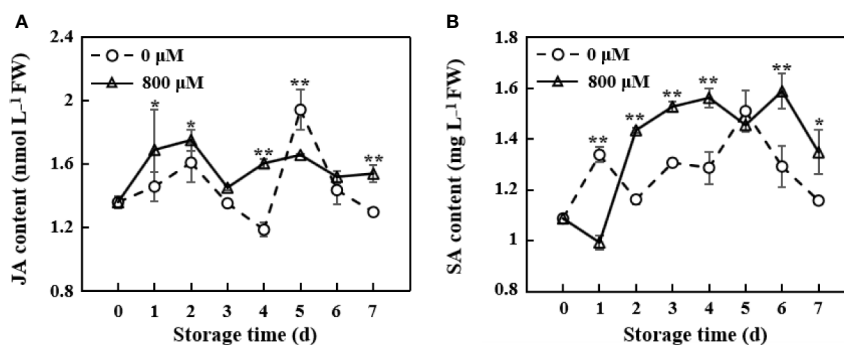 A
JA content (nmol L⁻¹ FW)
2.4
2
1.6
1.2
0.8
0 μM
800 μM
*
*
**
**
**
0 1 2 3 4 5 6 7
Storage time (d)
B
SA content (mg L⁻¹ FW)
1.8
1.6
1.4
1.2
1
0.8
0 μM
800 μM
**
**
**
**
**
*
0 1 2 3 4 5 6 7
Storage time (d)